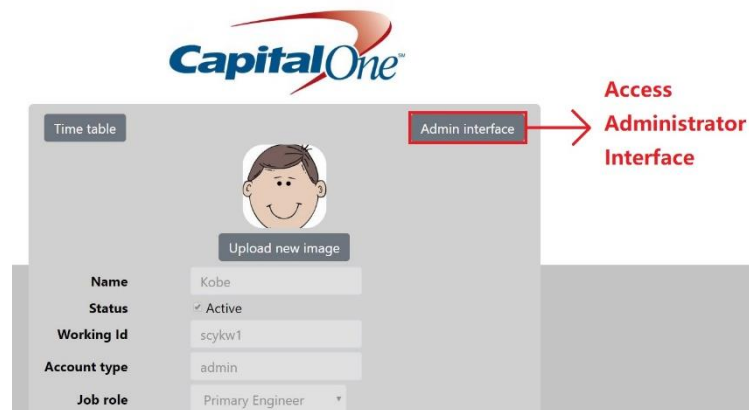 CapitalOne™
Time table
Admin interface
Access
Administrator
Interface
Upload new image
Name
Kobe
Status
Active
Working Id
scykw1
Account type
admin
Job role
Primary Engineer